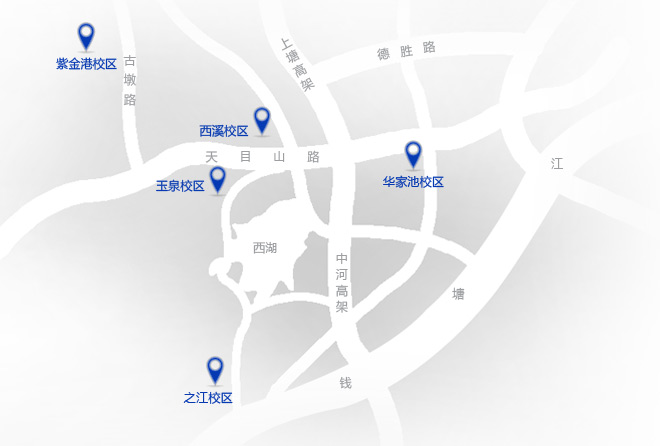 上塘高架
德胜路
紫金港校区
古墩路
西溪校区
天目山路
华家池校区
江
玉泉校区
西湖
中河高架
塘
钱
之江校区